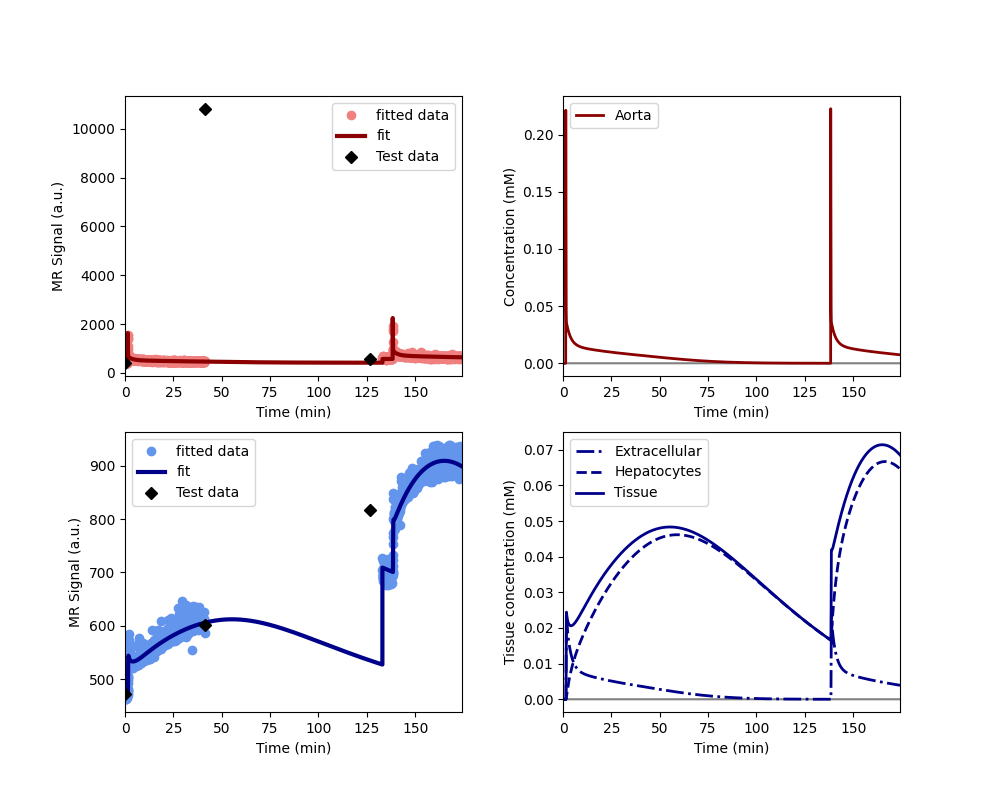 MR Signal (a.u.)
10000
8000
6000
4000
2000
0
fitted data
fit
Test data
0 25 50 75 100 125 150
Time (min)
Concentration (mM)
0.20
0.15
0.10
0.05
0.00
Aorta
0 25 50 75 100 125 150
Time (min)
MR Signal (a.u.)
900
800
700
600
500
fitted data
fit
Test data
0 25 50 75 100 125 150
Time (min)
Tissue concentration (mM)
0.07
0.06
0.05
0.04
0.03
0.02
0.01
0.00
Extracellular
Hepatocytes
Tissue
0 25 50 75 100 125 150
Time (min)